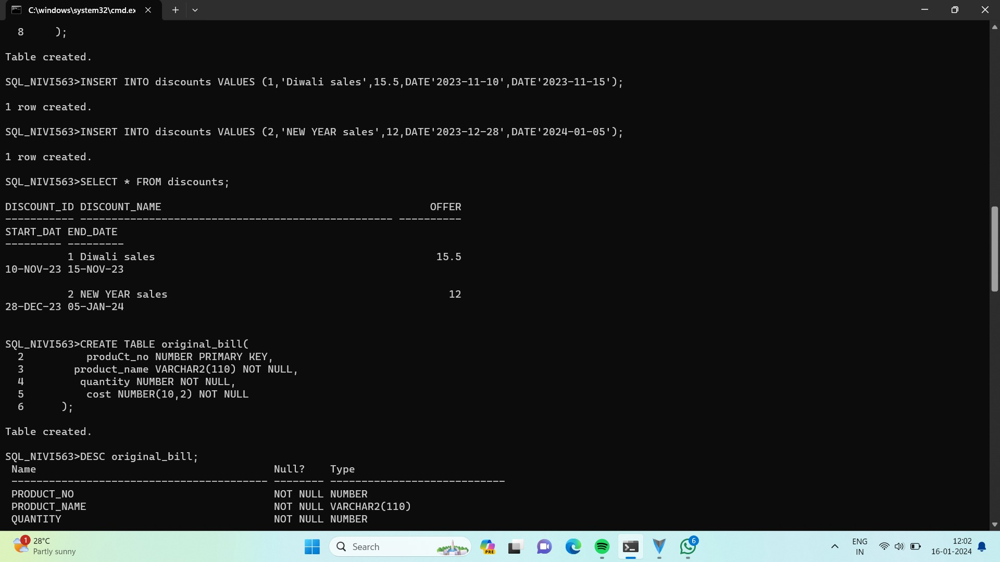 C:\windows\system32\cmd.ex
8 );
Table created.
SQL_NIVI563>INSERT INTO discounts VALUES (1,'Diwali sales',15.5,DATE'2023-11-10',DATE'2023-11-15');
1 row created.
SQL_NIVI563>INSERT INTO discounts VALUES (2,'NEW YEAR sales',12,DATE'2023-12-28',DATE'2024-01-05');
1 row created.
SQL_NIVI563>SELECT * FROM discounts;
DISCOUNT_ID DISCOUNT_NAME OFFER
----------- -------------------------------------------------- ----------
START_DAT END_DATE
--------- ---------
1 Diwali sales 15.5
10-NOV-23 15-NOV-23
2 NEW YEAR sales 12
28-DEC-23 05-JAN-24
SQL_NIVI563>CREATE TABLE original_bill(
2 produCt_no NUMBER PRIMARY KEY,
3 product_name VARCHAR2(110) NOT NULL,
4 quantity NUMBER NOT NULL,
5 cost NUMBER(10,2) NOT NULL
6 );
Table created.
SQL_NIVI563>DESC original_bill;
Name Null? Type
----------------------------------------- -------- ----------------------------
PRODUCT_NO NOT NULL NUMBER
PRODUCT_NAME NOT NULL VARCHAR2(110)
QUANTITY NOT NULL NUMBER
1 28°C
Partly sunny
Search
PRE
6
ENG
IN
12:02
16-01-2024